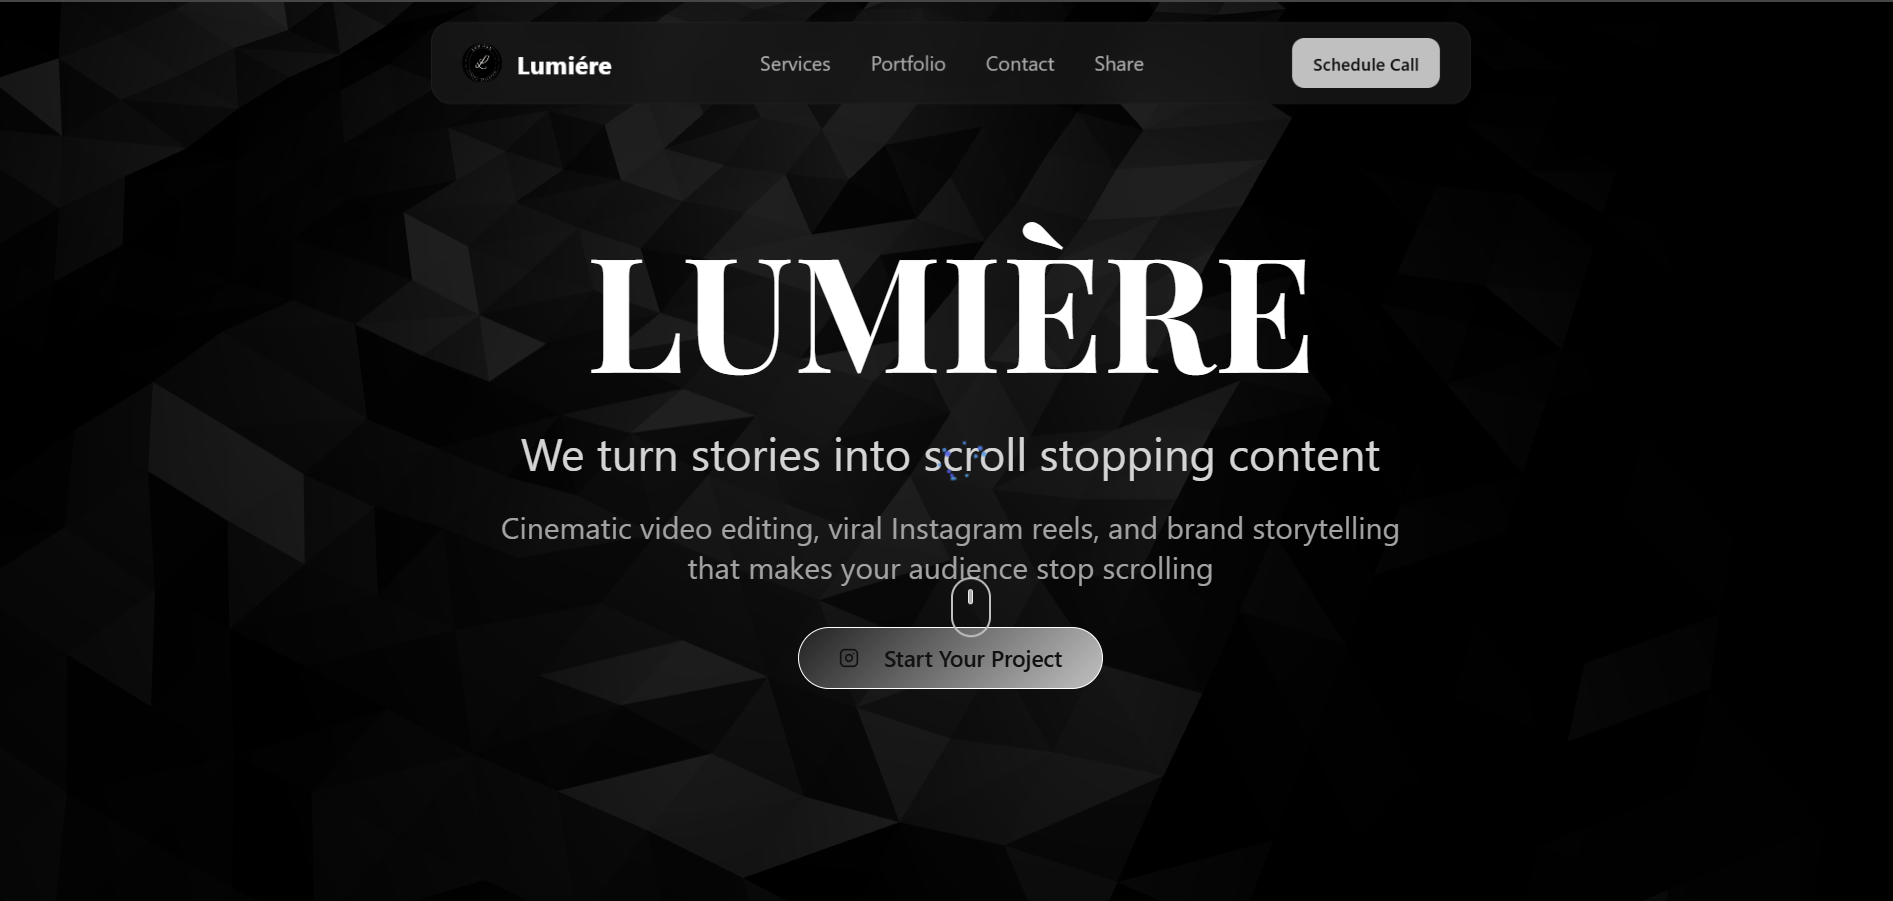 Lumiére
Services
Portfolio
Contact
Share
Schedule Call
LUMIÈRE
We turn stories into scroll stopping content
Cinematic video editing, viral Instagram reels, and brand storytelling
that makes your audience stop scrolling
Start Your Project